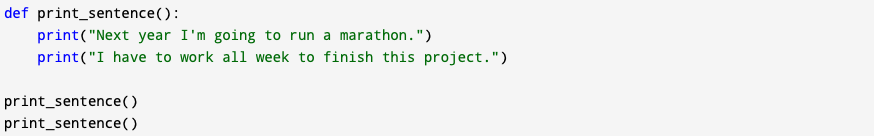 def print_sentence():
    print("Next year I'm going to run a marathon.")
    print("I have to work all week to finish this project.")

print_sentence()
print_sentence()